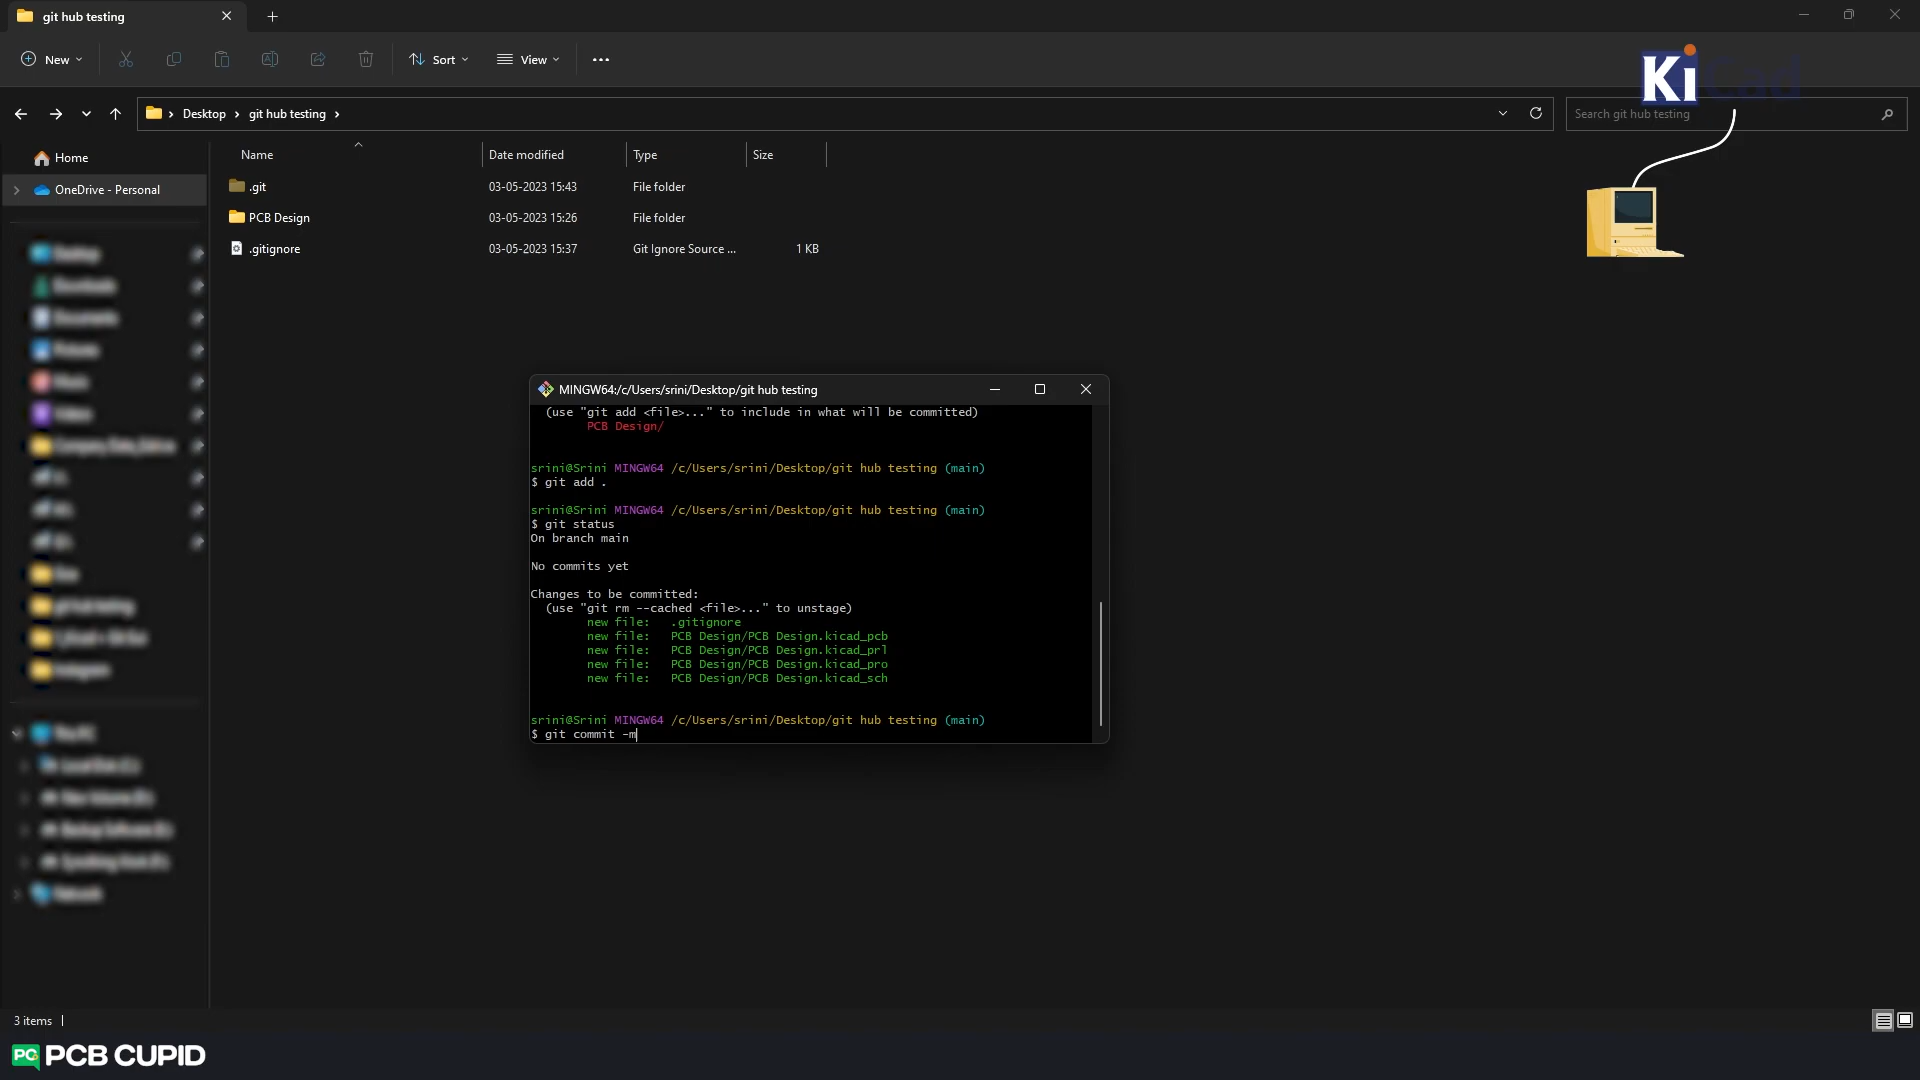 git hub testing
New
Sort
View
Desktop
git hub testing
Search git hub testing
KiCad
Home
OneDrive - Personal
Name
Date modified
Type
Size
.git
03-05-2023 15:43
File folder
PCB Design
03-05-2023 15:26
File folder
.gitignore
03-05-2023 15:37
Git Ignore Source ...
1 KB
MINGW64:/c/Users/srini/Desktop/git hub testing
(use "git add <file>..." to include in what will be committed)
PCB Design/
srini@Srini MINGW64 /c/Users/srini/Desktop/git hub testing (main)
$ git add .
srini@Srini MINGW64 /c/Users/srini/Desktop/git hub testing (main)
$ git status
On branch main
No commits yet
Changes to be committed:
(use "git rm --cached <file>..." to unstage)
new file:   .gitignore
new file:   PCB Design/PCB Design.kicad_pcb
new file:   PCB Design/PCB Design.kicad_prl
new file:   PCB Design/PCB Design.kicad_pro
new file:   PCB Design/PCB Design.kicad_sch
srini@Srini MINGW64 /c/Users/srini/Desktop/git hub testing (main)
$ git commit -m
3 items
PC PCB CUPID